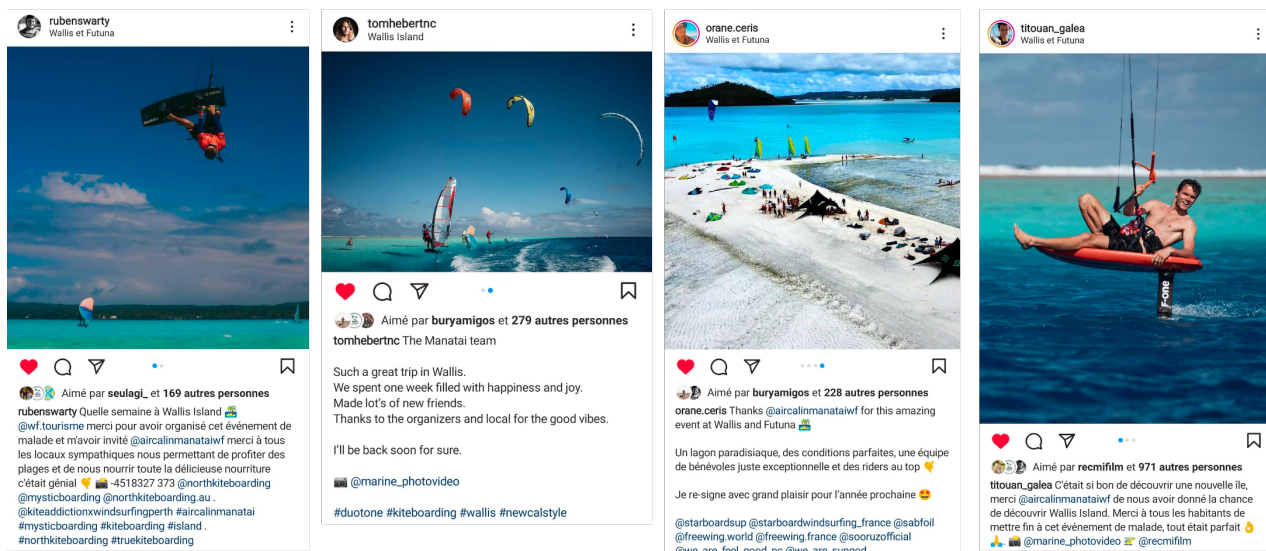 rubenswarty
Wallis et Futuna
Aimé par seulagi_ et 169 autres personnes
rubenswarty Quelle semaine à Wallis Island 🏝️
@wf.tourisme merci pour avoir organisé cet événement de
malade et m'avoir invité @aircalinmanataiwf merci à tous
les locaux sympathiques nous permettant de profiter des
plages et de nous nourrir toute la délicieuse nourriture
c'était génial 🤙 📸 -4518327 373 @northkiteboarding
@mysticboarding @northkiteboarding.au .
@kiteaddictionxwindsurfingperth #aircalinmanatai
#mysticboarding #kiteboarding #island .
#northkiteboarding #truekiteboarding
tomhebertnc
Wallis Island
Aimé par buryamigos et 279 autres personnes
tomhebertnc The Manatai team
Such a great trip in Wallis.
We spent one week filled with happiness and joy.
Made lot's of new friends.
Thanks to the organizers and local for the good vibes.
I'll be back soon for sure.
📷 @marine_photovideo
#duotone #kiteboarding #wallis #newcalstyle
orane.ceris
Wallis et Futuna
Aimé par buryamigos et 228 autres personnes
orane.ceris Thanks @aircalinmanataiwf for this amazing
event at Wallis and Futuna 🏝️
Un lagon paradisiaque, des conditions parfaites, une équipe
de bénévoles juste exceptionnelle et des riders au top 🤙
Je re-signe avec grand plaisir pour l'année prochaine 🤩
@starboardsup @starboardwindsurfing_france @sabfoil
@freewing.world @freewing.france @sooruzofficial
@we_are_feel_good_nc @we_are_sungod
titouan_galea
Wallis et Futuna
F-one
Aimé par recmifilm et 971 autres personnes
titouan_galea C'était si bon de découvrir une nouvelle île,
merci @aircalinmanataiwf de nous avoir donné la chance
de découvrir Wallis Island. Merci à tous les habitants de
mettre fin à cet événement de malade, tout était parfait 👌
🙏. 📸 @marine_photovideo @recmifilm